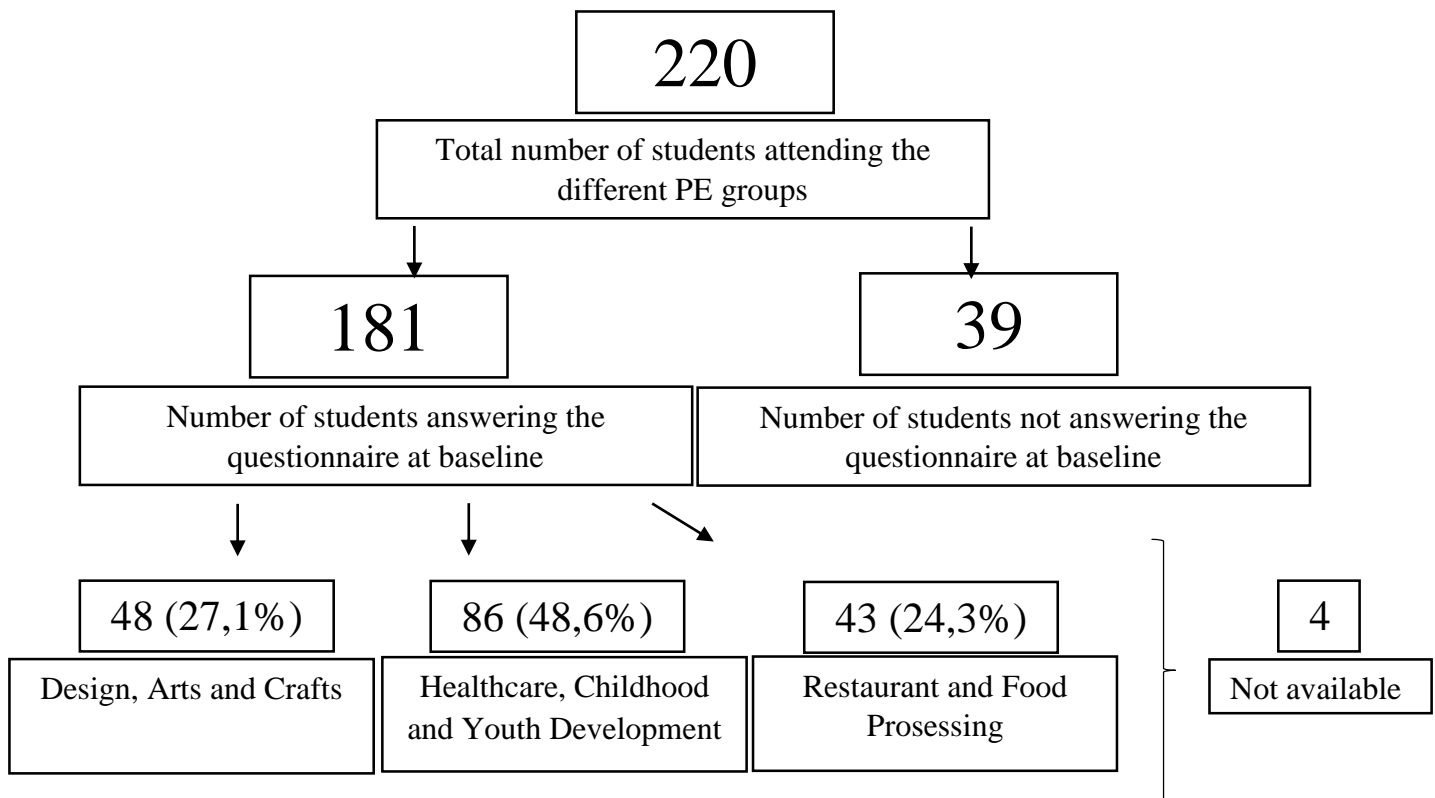 220
Total number of students attending the
different PE groups
181
39
Number of students answering the
questionnaire at baseline
Number of students not answering the
questionnaire at baseline
48 (27,1%)
86 (48,6%)
43 (24,3%)
4
Design, Arts and Crafts
Healthcare, Childhood
and Youth Development
Restaurant and Food
Prosessing
Not available